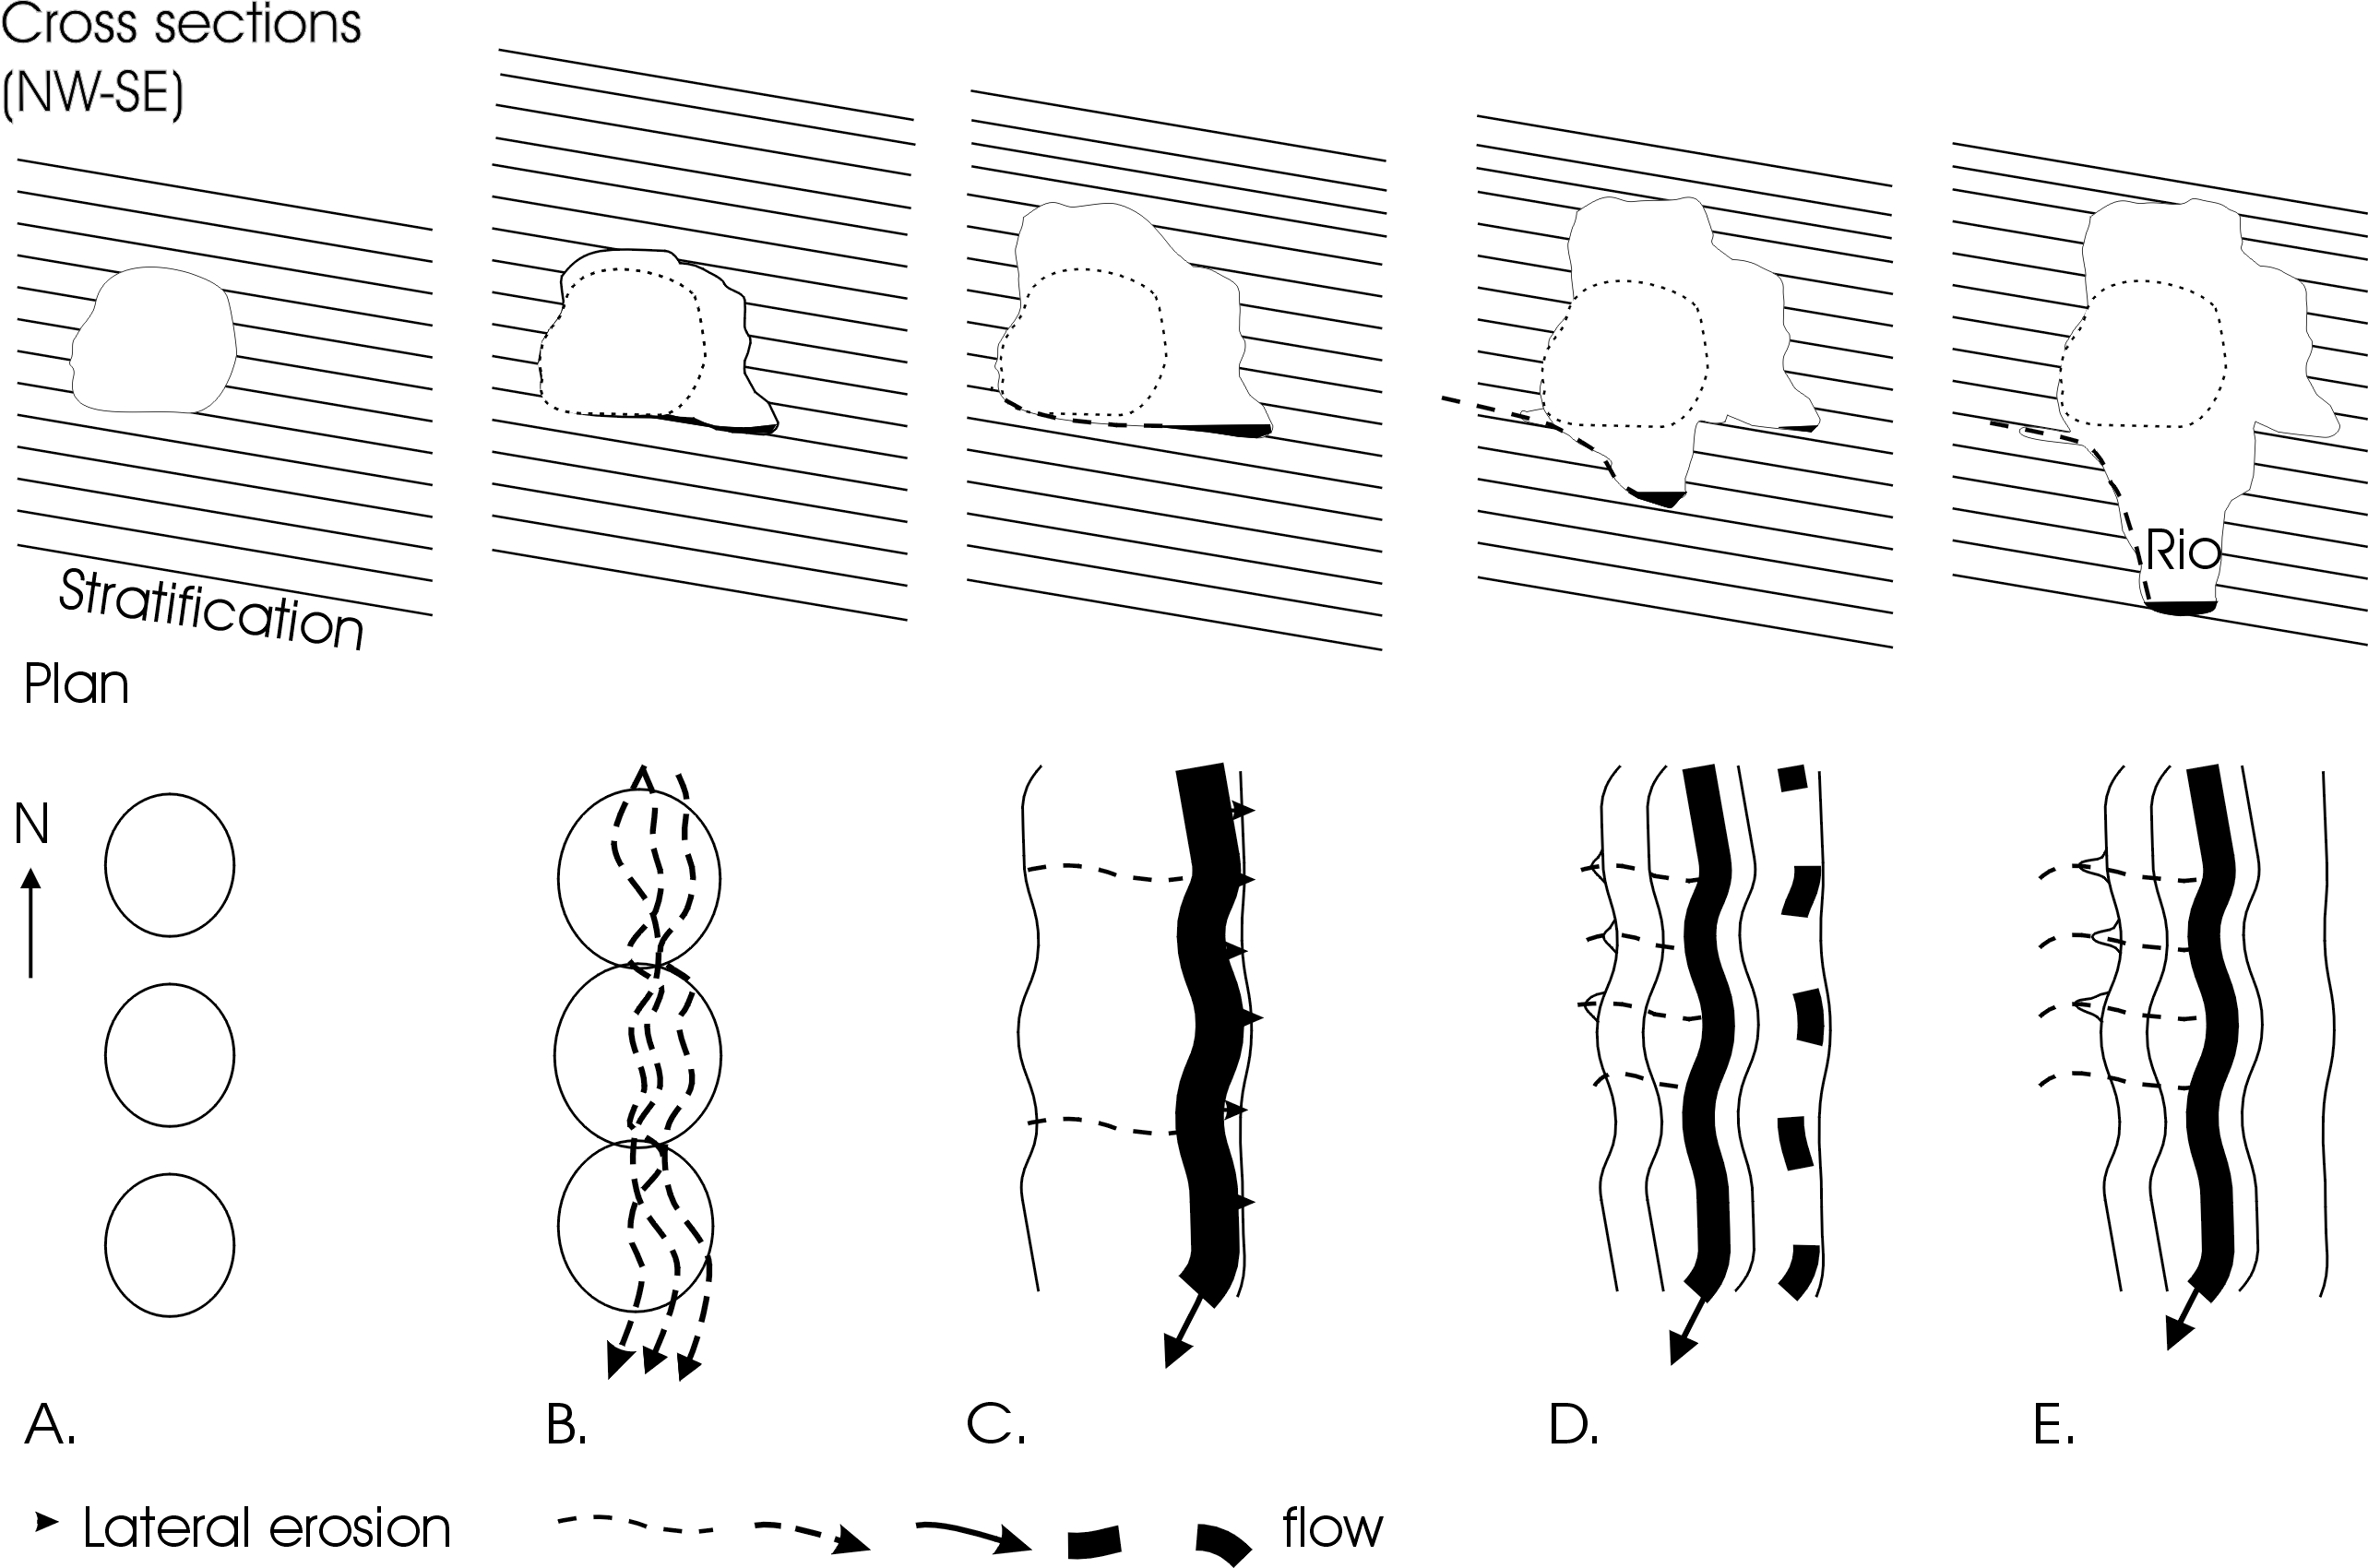 Cross sections
(NW-SE)
Stratification
Rio
Plan
N
A.
B.
C.
D.
E.
Lateral erosion
flow